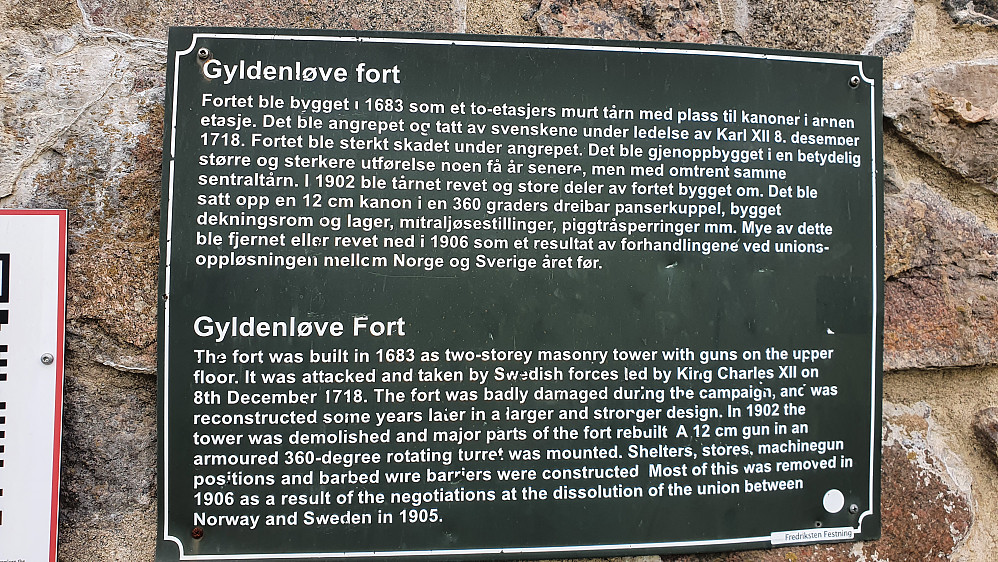 Gyldenløve fort
Fortet ble bygget i 1683 som et to-etasjers murt tårn med plass til kanoner i annen
etasje. Det ble angrepet og tatt av svenskene under ledelse av Karl XII 8. desember
1718. Fortet ble sterkt skadet under angrepet. Det ble gjenoppbygget i en betydelig
større og sterkere utførelse noen få år senere, men med omtrent samme
sentraltårn. I 1902 ble tårnet revet og store deler av fortet bygget om. Det ble
satt opp en 12 cm kanon i en 360 graders dreibar panserkuppel, bygget
dekningsrom og lager, mitraljøsestillinger, piggtråsperringer mm. Mye av dette
ble fjernet eller revet ned i 1906 som et resultat av forhandlingene ved unions-
oppløsningen mellom Norge og Sverige året før.
Gyldenløve Fort
The fort was built in 1683 as two-storey masonry tower with guns on the upper
floor. It was attacked and taken by Swedish forces led by King Charles XII on
8th December 1718. The fort was badly damaged during the campaign, and was
reconstructed some years later in a larger and stronger design. In 1902 the
tower was demolished and major parts of the fort rebuilt A 12 cm gun in an
armoured 360-degree rotating turret was mounted. Shelters, stores, machinegun
positions and barbed wire barriers were constructed Most of this was removed in
1906 as a result of the negotiations at the dissolution of the union between
Norway and Sweden in 1905.
Fredriksten Festning